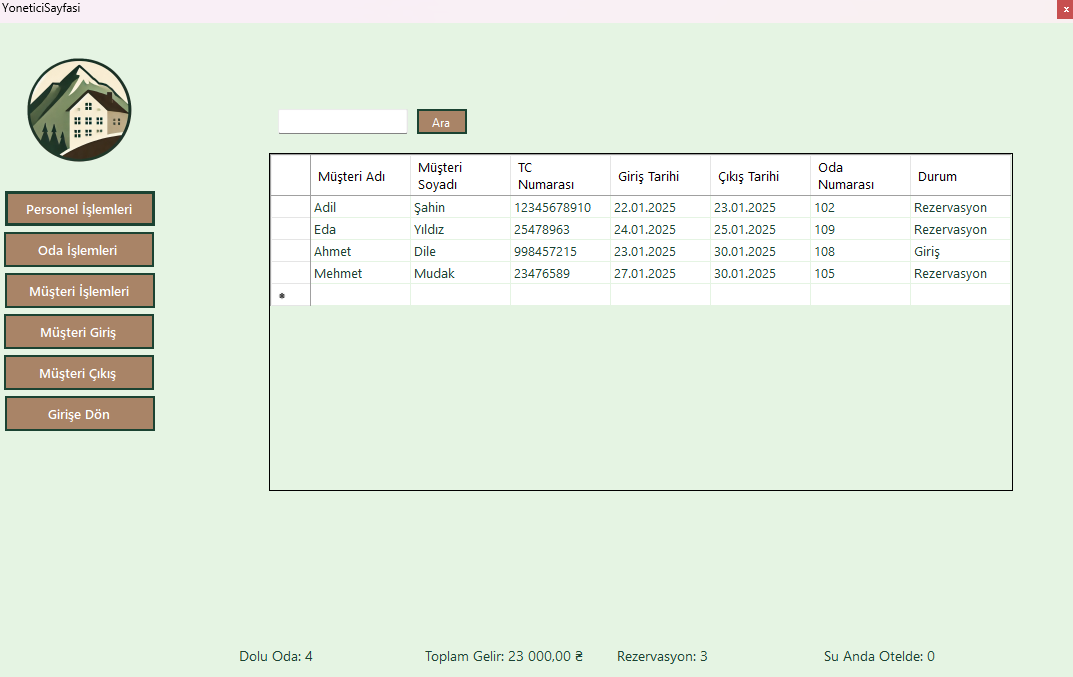 YoneticiSayfasi
x
Ara
Personel İşlemleri
Oda İşlemleri
Müşteri İşlemleri
Müşteri Giriş
Müşteri Çıkış
Girişe Dön
Müşteri Adı Müşteri Soyadı TC Numarası Giriş Tarihi Çıkış Tarihi Oda Numarası Durum
Adil Şahin 12345678910 22.01.2025 23.01.2025 102 Rezervasyon
Eda Yıldız 25478963 24.01.2025 25.01.2025 109 Rezervasyon
Ahmet Dile 998457215 23.01.2025 30.01.2025 108 Giriş
Mehmet Mudak 23476589 27.01.2025 30.01.2025 105 Rezervasyon
Dolu Oda: 4 Toplam Gelir: 23 000,00 ₴ Rezervasyon: 3 Su Anda Otelde: 0